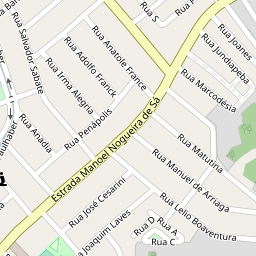 Rua S
Rua Ba
Rua Joanes
Rua Jundiapeba
Rua Anatole France
Rua Adolfo Franck
Rua Salvador Sabate
Rua Irma Alegria
Rua Marcodésia
Rua Anadia
Rua Penápolis
Estrada Manoel Nogueira de Sá
Rua Matutina
Rua Manuel de Arriaga
Rua José Cesarini
Rua Lelio Boaventura
Joaquim Laves
Rua D
Rua A
Rua C